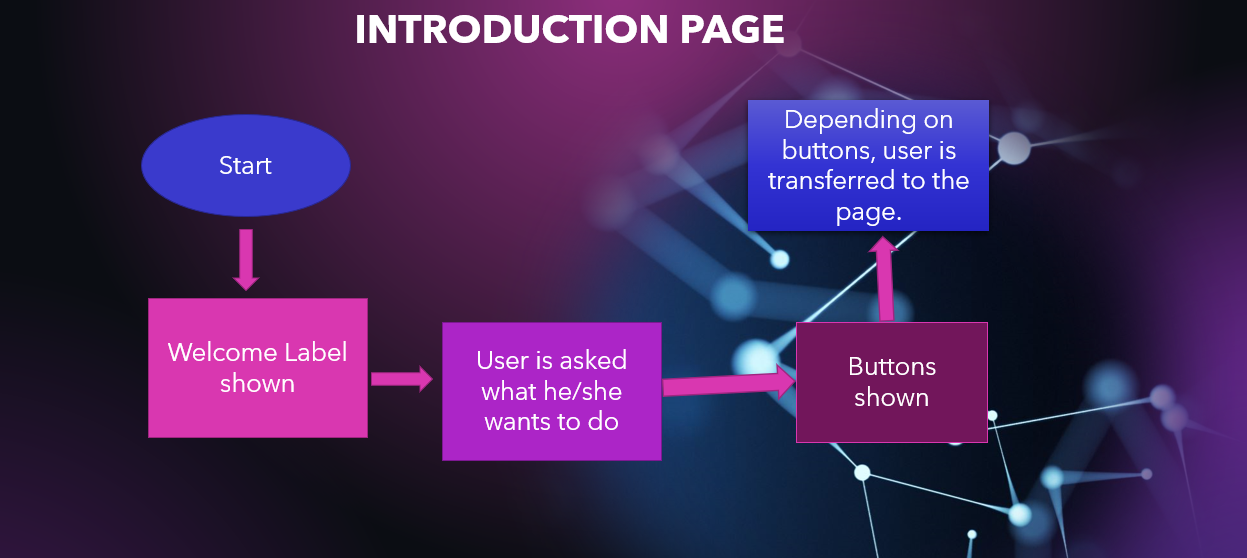 INTRODUCTION PAGE
Start
Welcome Label
shown
User is asked
what he/she
wants to do
Buttons
shown
Depending on
buttons, user is
transferred to the
page.